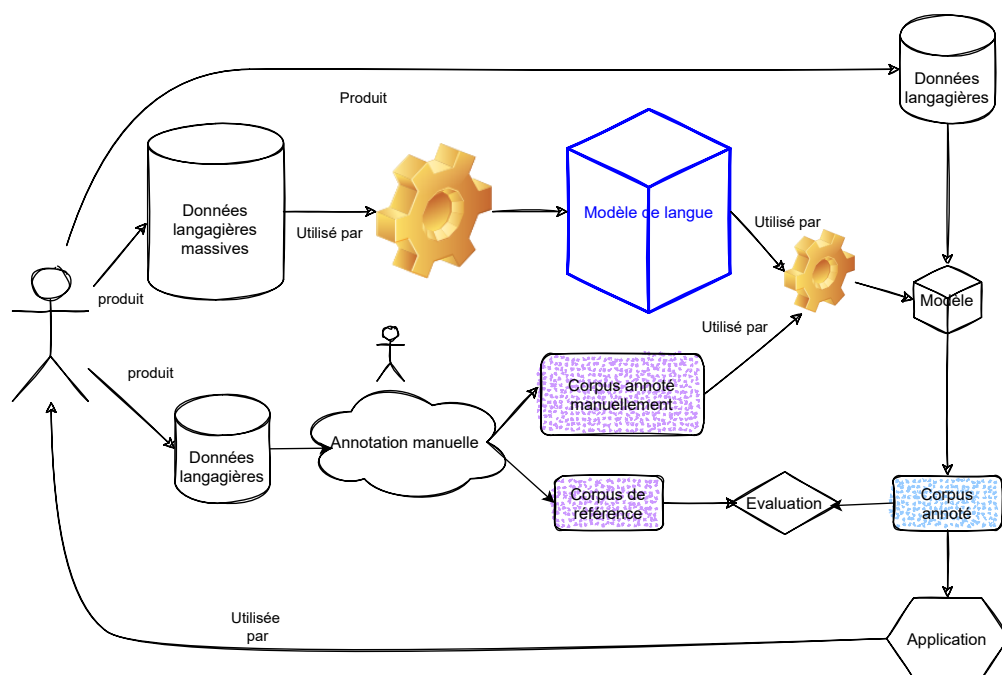 Données
langagières
Produit
Données
langagières
massives
Utilisé par
Modèle de langue
Utilisé par
produit
Modèle
Utilisé par
produit
Corpus annoté
manuellement
Annotation manuelle
Données
langagières
Corpus de
référence
Evaluation
Corpus
annoté
Utilisée
par
Application